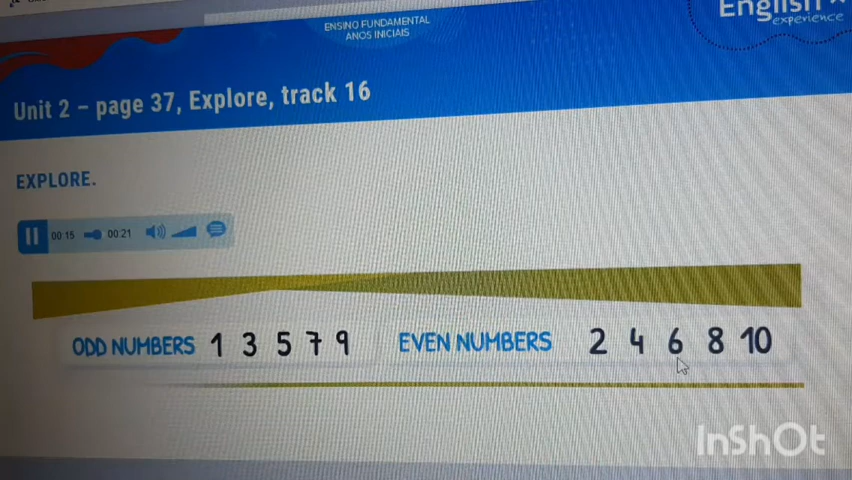 ENSINO FUNDAMENTAL
ANOS INICIAIS
English
experience
Unit 2 – page 37, Explore, track 16
EXPLORE.
00:15 00:21
ODD NUMBERS 1 3 5 7 9 EVEN NUMBERS 2 4 6 8 10
InShOt